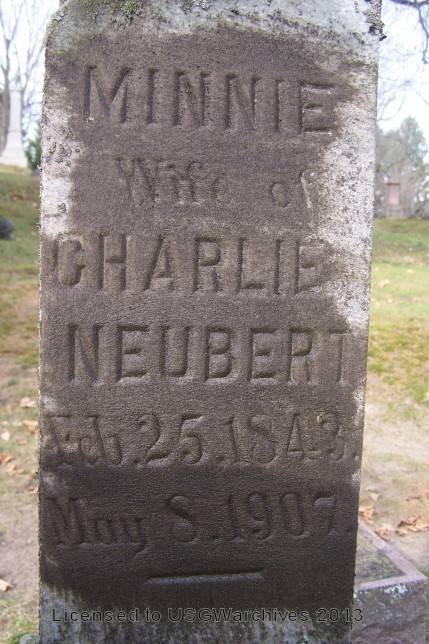 MINNIE
Wife of
CHARLIE
NEUBERT
Feb. 25. 1843.
May 8. 1907.
Licensed to USGWarchives 2013